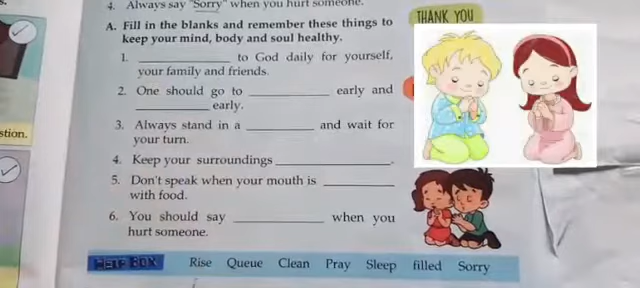 4. Always say "Sorry" when you hurt someone.
THANK YOU
A. Fill in the blanks and remember these things to
keep your mind, body and soul healthy.
1. ____________ to God daily for yourself,
your family and friends.
2. One should go to ____________ early and
____________ early.
3. Always stand in a ____________ and wait for
your turn.
4. Keep your surroundings ____________.
5. Don't speak when your mouth is ____________
with food.
6. You should say ____________ when you
hurt someone.
HELP BOX Rise Queue Clean Pray Sleep filled Sorry
stion.